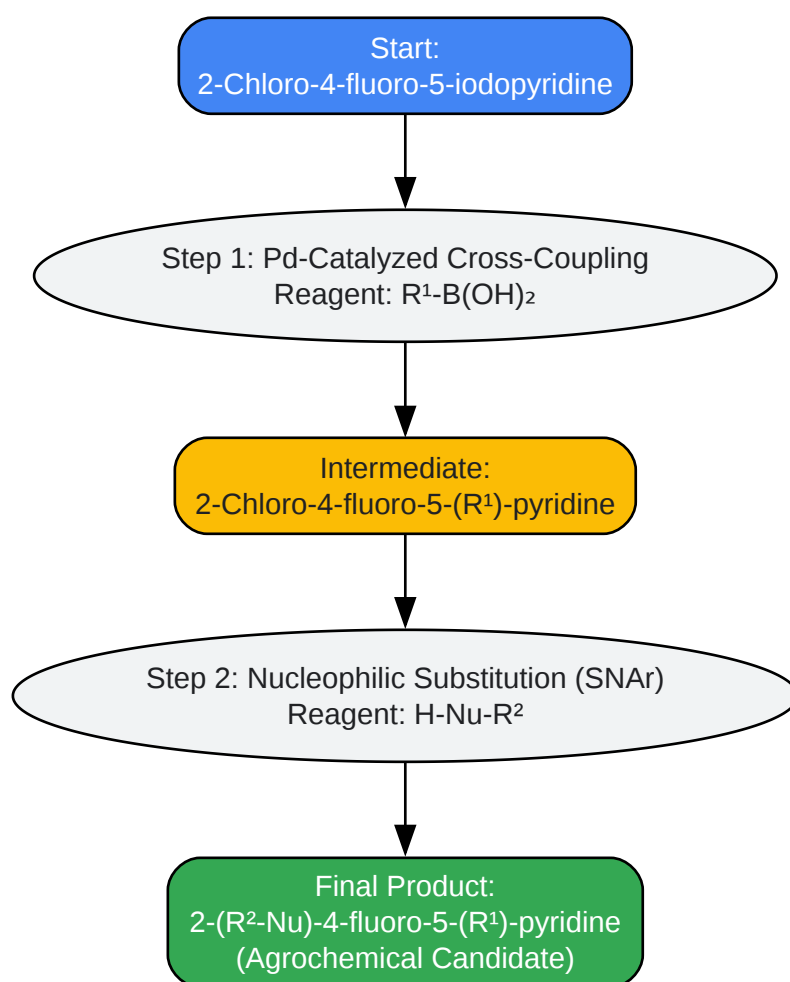 Start:
2-Chloro-4-fluoro-5-iodopyridine
Step 1: Pd-Catalyzed Cross-Coupling
Reagent: R¹-B(OH)₂
Intermediate:
2-Chloro-4-fluoro-5-(R¹)-pyridine
Step 2: Nucleophilic Substitution (SNAr)
Reagent: H-Nu-R²
Final Product:
2-(R²-Nu)-4-fluoro-5-(R¹)-pyridine
(Agrochemical Candidate)